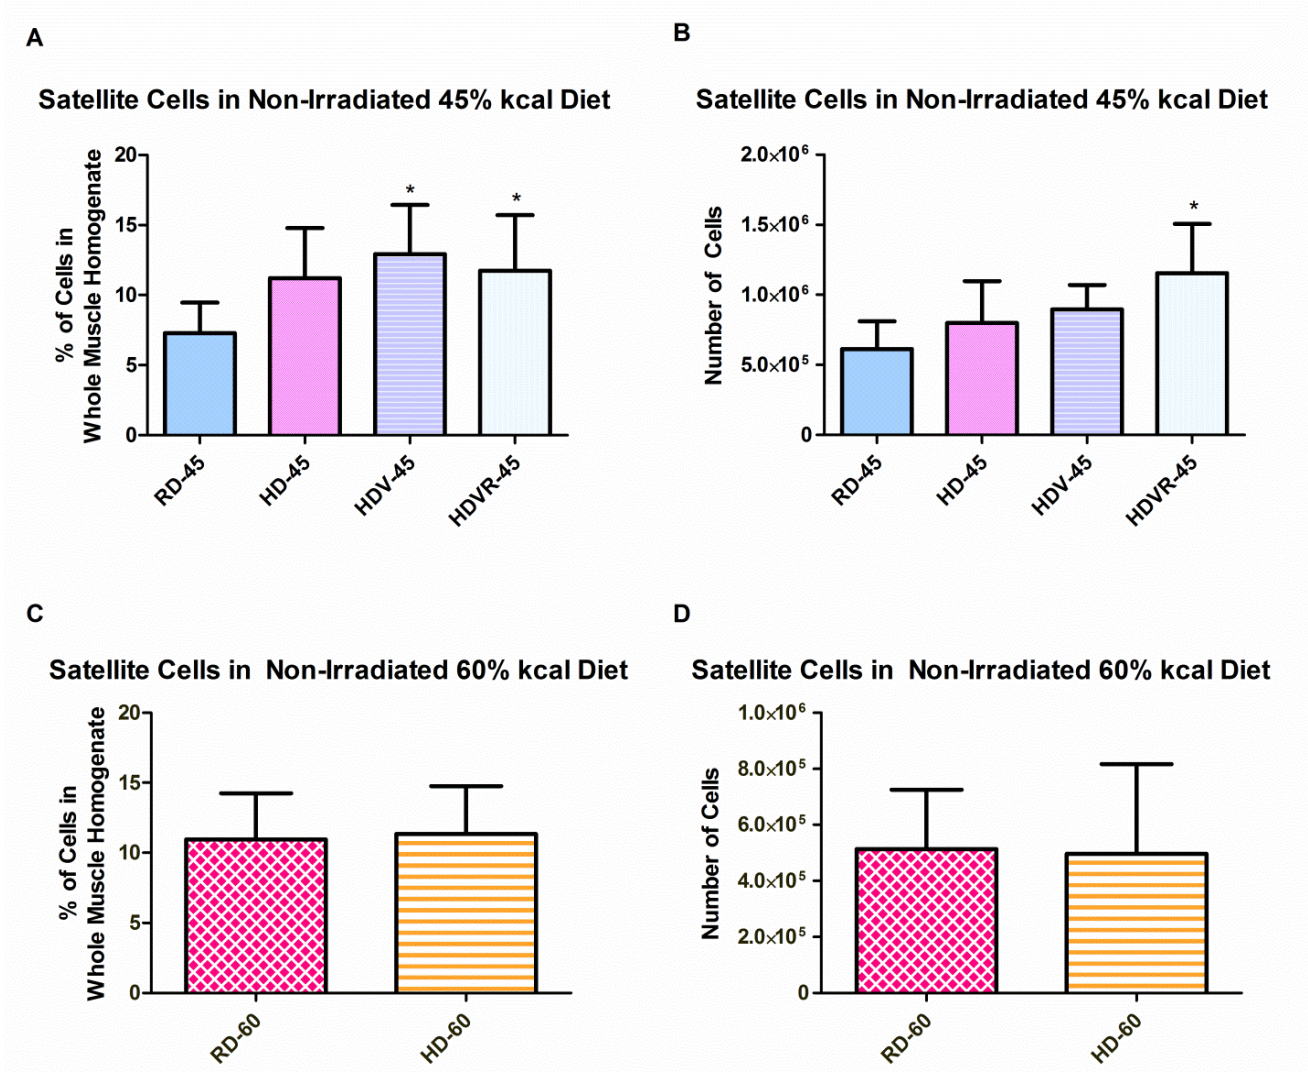 A
Satellite Cells in Non-Irradiated 45% kcal Diet
% of Cells in
Whole Muscle Homogenate
20
15
10
5
0
*
*
RD-45
HD-45
HDV-45
HDVR-45
B
Satellite Cells in Non-Irradiated 45% kcal Diet
Number of Cells
2.0×10⁶
1.5×10⁶
1.0×10⁶
5.0×10⁵
0
*
RD-45
HD-45
HDV-45
HDVR-45
C
Satellite Cells in Non-Irradiated 60% kcal Diet
% of Cells in
Whole Muscle Homogenate
20
15
10
5
0
RD-60
HD-60
D
Satellite Cells in Non-Irradiated 60% kcal Diet
Number of Cells
1.0×10⁶
8.0×10⁵
6.0×10⁵
4.0×10⁵
2.0×10⁵
0
RD-60
HD-60